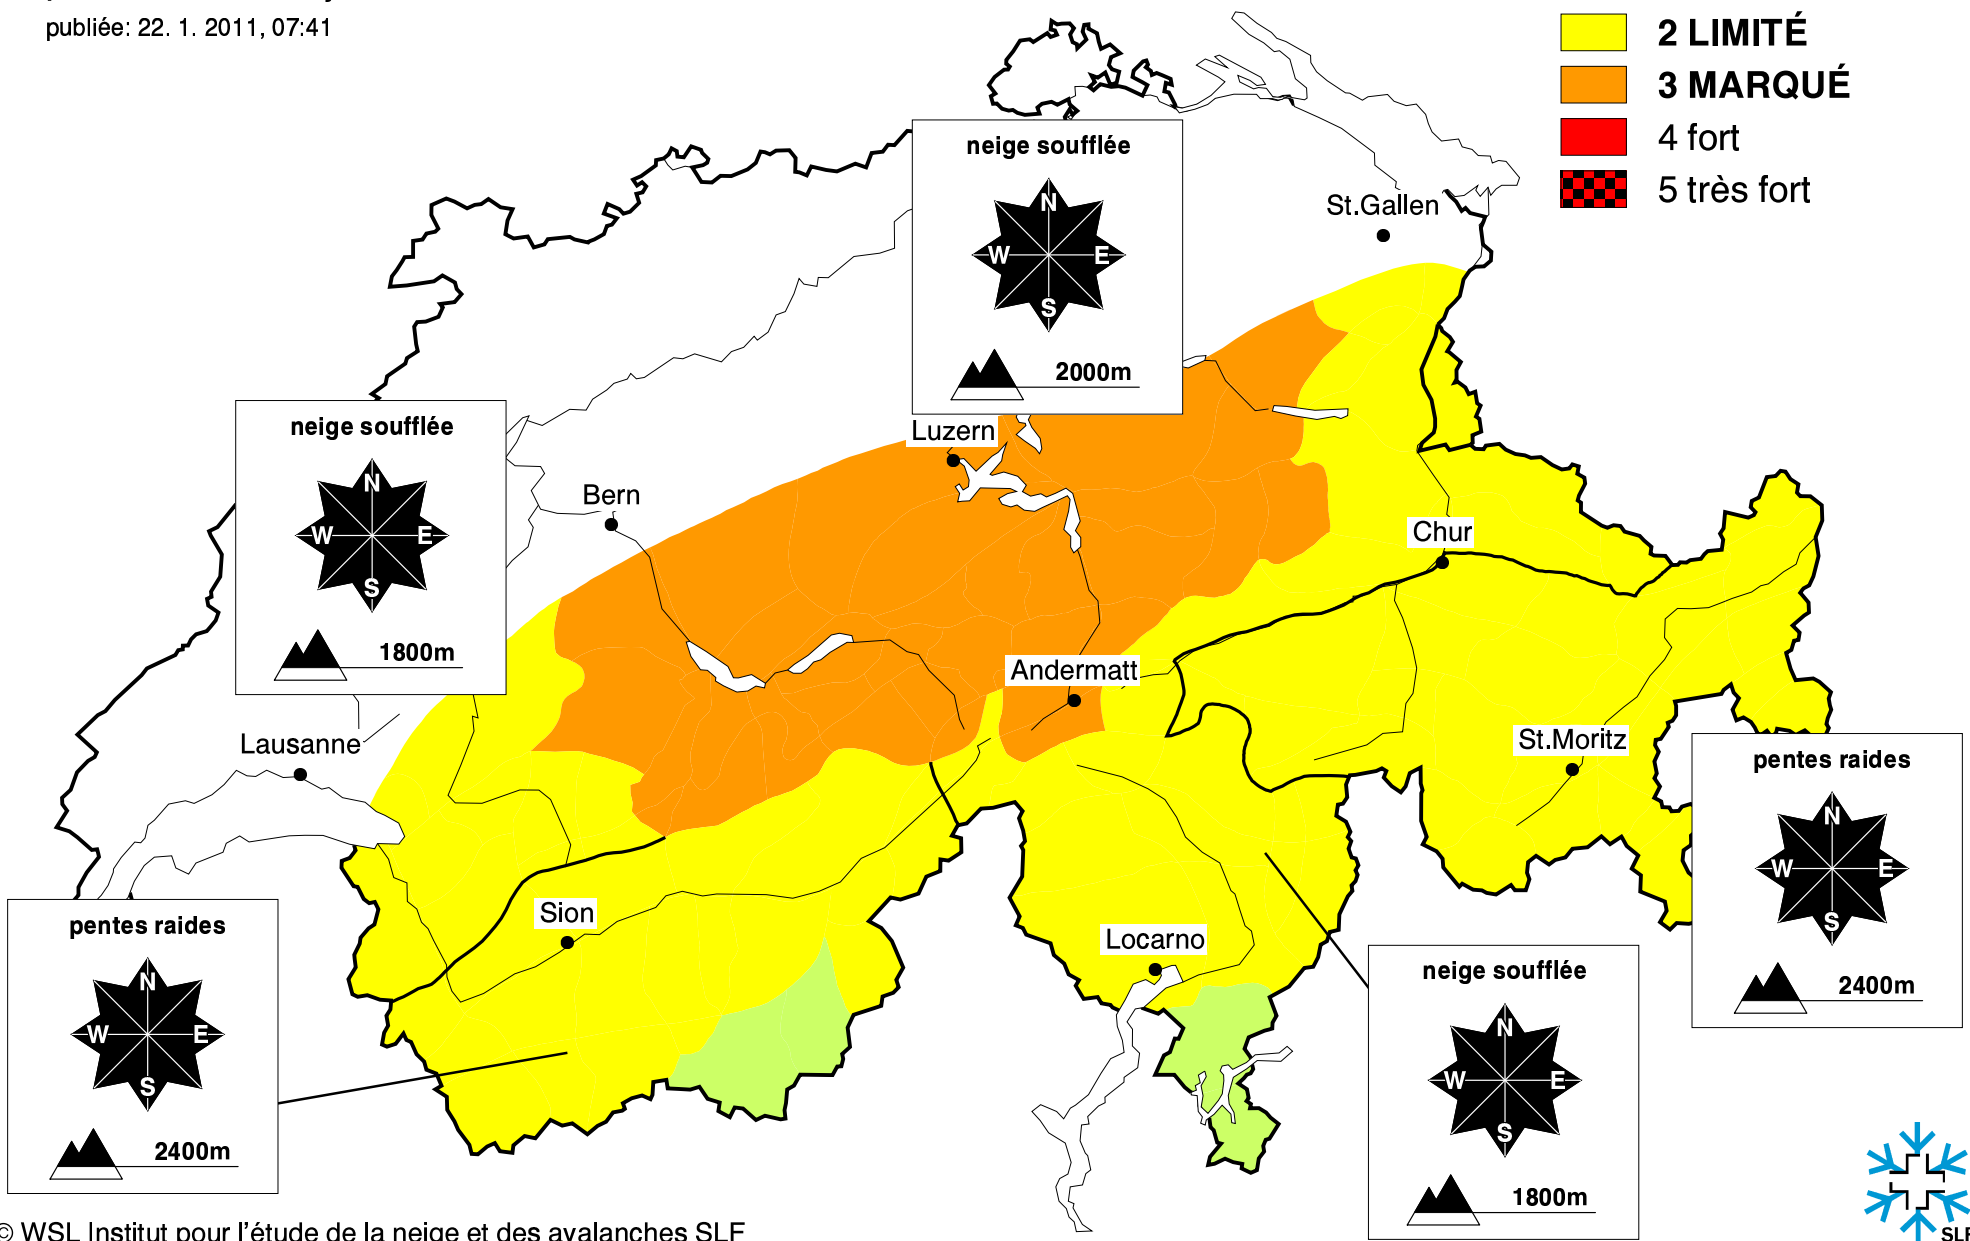 publiée: 22. 1. 2011, 07:41
2 LIMITÉ
3 MARQUÉ
4 fort
5 très fort
neige soufflée
N
W E
S
2000m
St.Gallen
neige soufflée
N
W E
S
1800m
Luzern
Bern
Chur
Andermatt
Lausanne
St.Moritz
pentes raides
N
W E
S
2400m
Sion
Locarno
pentes raides
N
W E
S
2400m
neige soufflée
N
W E
S
1800m
© WSL Institut pour l'étude de la neige et des avalanches SLF
SLF